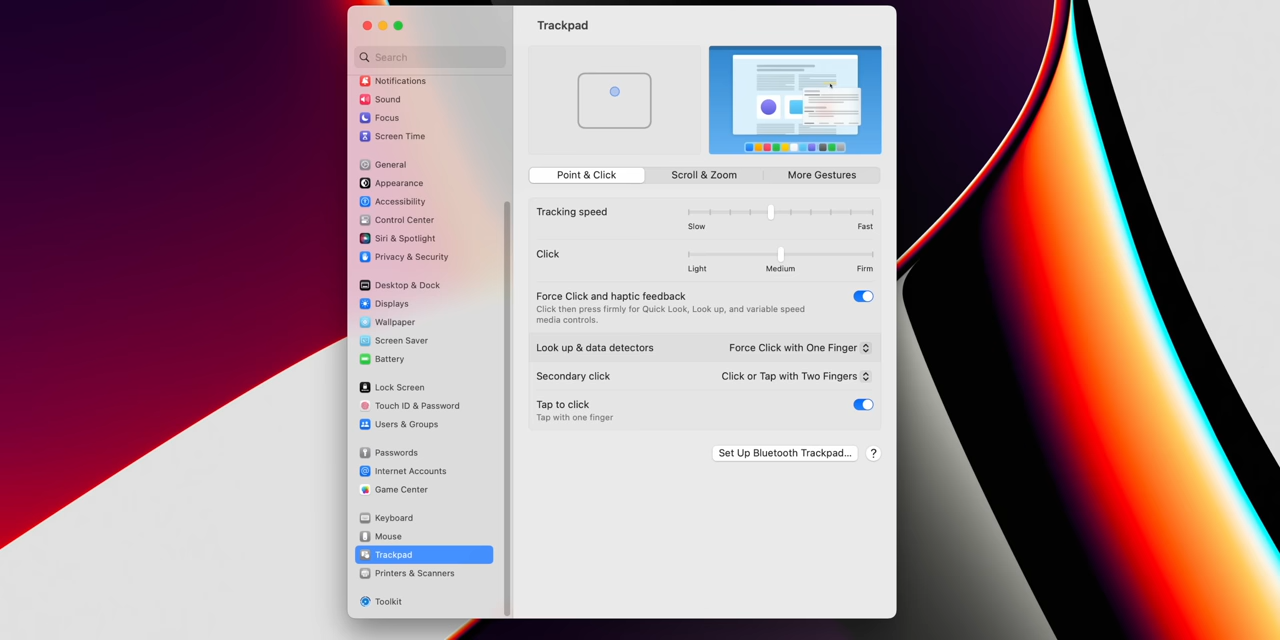 Trackpad
Search
Notifications
Sound
Focus
Screen Time
General
Appearance
Accessibility
Control Center
Siri & Spotlight
Privacy & Security
Desktop & Dock
Displays
Wallpaper
Screen Saver
Battery
Lock Screen
Touch ID & Password
Users & Groups
Passwords
Internet Accounts
Game Center
Keyboard
Mouse
Trackpad
Printers & Scanners
Toolkit
Point & Click
Scroll & Zoom
More Gestures
Tracking speed
Slow
Fast
Click
Light
Medium
Firm
Force Click and haptic feedback
Click then press firmly for Quick Look, Look up, and variable speed
media controls.
Look up & data detectors
Force Click with One Finger
Secondary click
Click or Tap with Two Fingers
Tap to click
Tap with one finger
Set Up Bluetooth Trackpad...
?